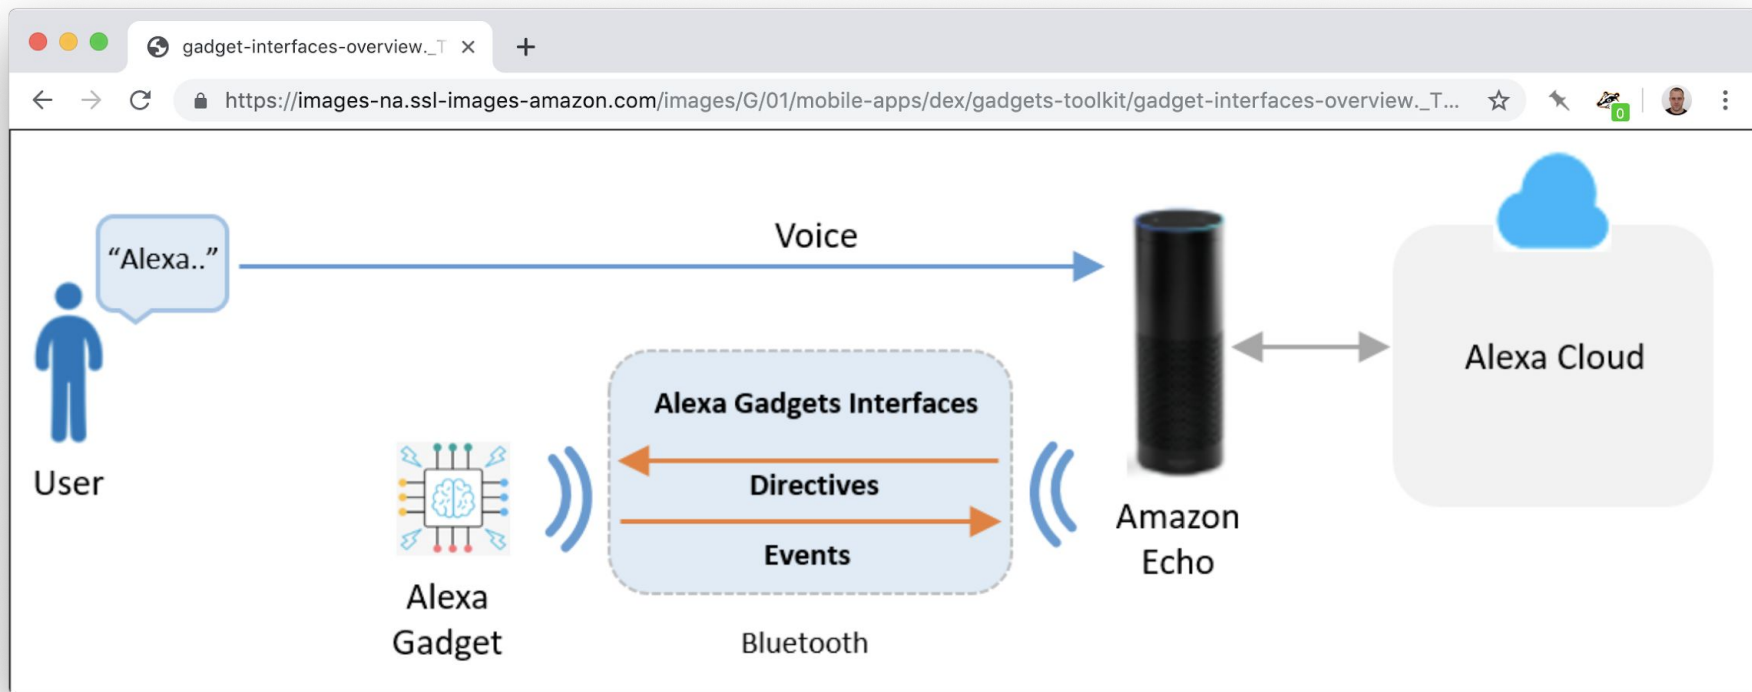 gadget-interfaces-overview._T
https://images-na.ssl-images-amazon.com/images/G/01/mobile-apps/dex/gadgets-toolkit/gadget-interfaces-overview._T...
0
“Alexa..”
Voice
User
Alexa Gadgets Interfaces
Directives
Events
Alexa
Gadget
Bluetooth
Amazon
Echo
Alexa Cloud